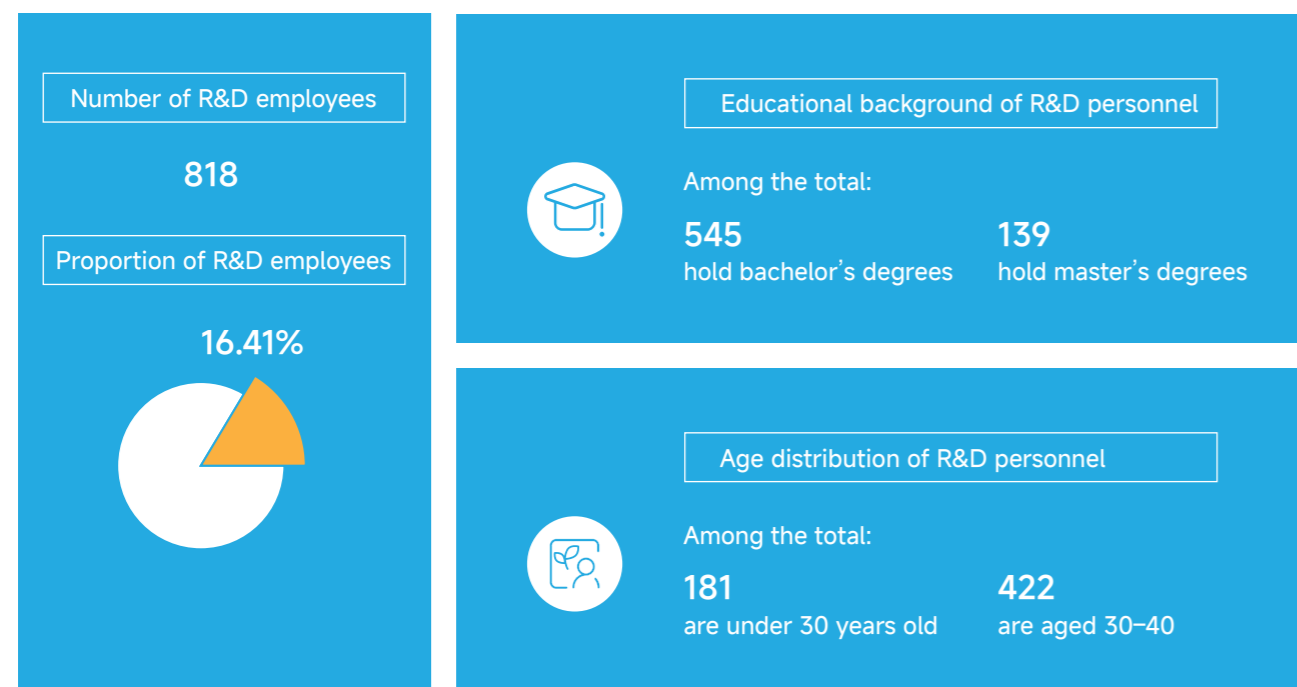 Number of R&D employees
818
Proportion of R&D employees
16.41%
Educational background of R&D personnel
Among the total:
545
hold bachelor’s degrees
139
hold master’s degrees
Age distribution of R&D personnel
Among the total:
181
are under 30 years old
422
are aged 30–40